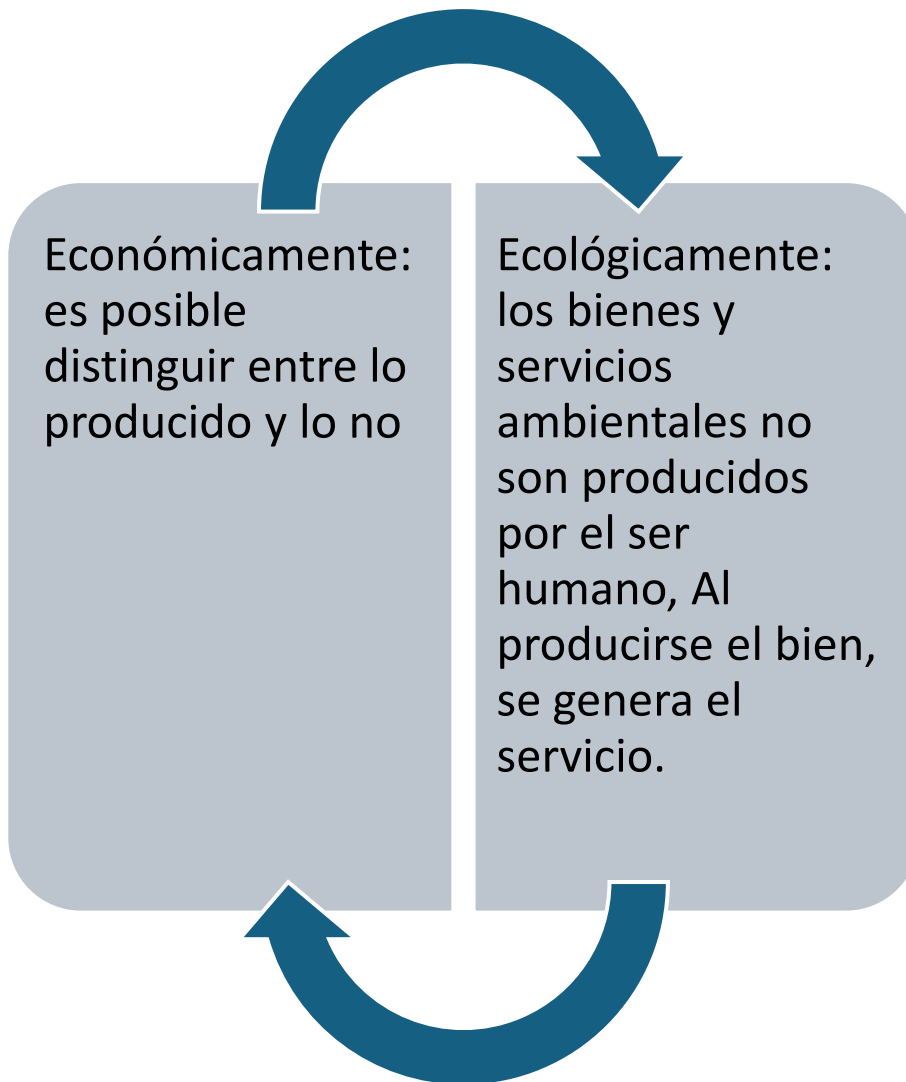 Económicamente:
es posible
distinguir entre lo
producido y lo no
Ecológicamente:
los bienes y
servicios
ambientales no
son producidos
por el ser
humano, Al
producirse el bien,
se genera el
servicio.